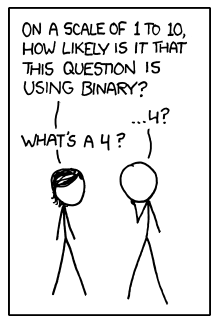 ON A SCALE OF 1 TO 10,
HOW LIKELY IS IT THAT
THIS QUESTION IS
USING BINARY?
...4?
WHAT'S A 4?